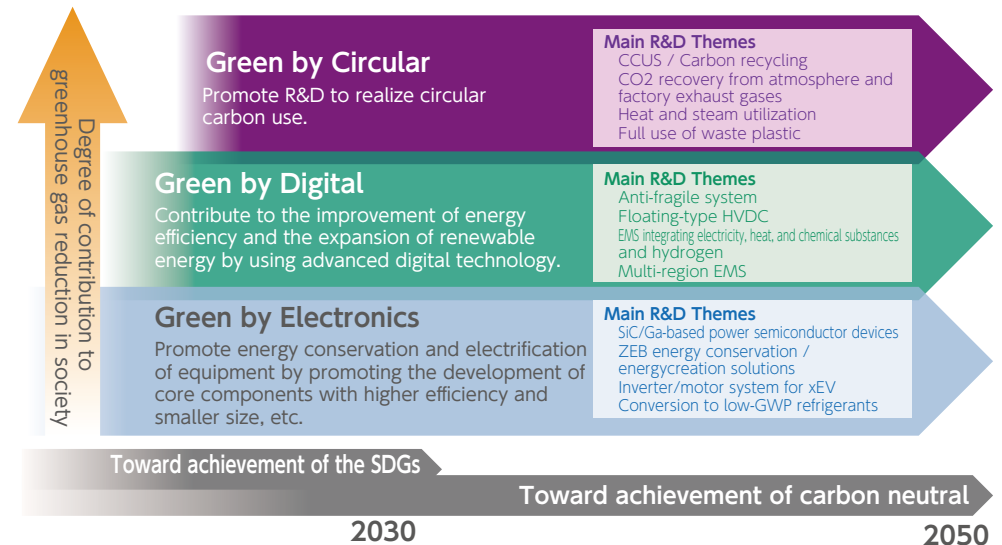 Degree of contribution to
greenhouse gas reduction in society
Green by Circular
Promote R&D to realize circular
carbon use.
Main R&D Themes
CCUS / Carbon recycling
CO2 recovery from atmosphere and
factory exhaust gases
Heat and steam utilization
Full use of waste plastic
Green by Digital
Contribute to the improvement of energy
efficiency and the expansion of renewable
energy by using advanced digital technology.
Main R&D Themes
Anti-fragile system
Floating-type HVDC
EMS integrating electricity, heat, and chemical substances
and hydrogen
Multi-region EMS
Green by Electronics
Promote energy conservation and electrification
of equipment by promoting the development of
core components with higher efficiency and
smaller size, etc.
Main R&D Themes
SiC/Ga-based power semiconductor devices
ZEB energy conservation /
energycreation solutions
Inverter/motor system for xEV
Conversion to low-GWP refrigerants
Toward achievement of the SDGs
Toward achievement of carbon neutral
2030
2050